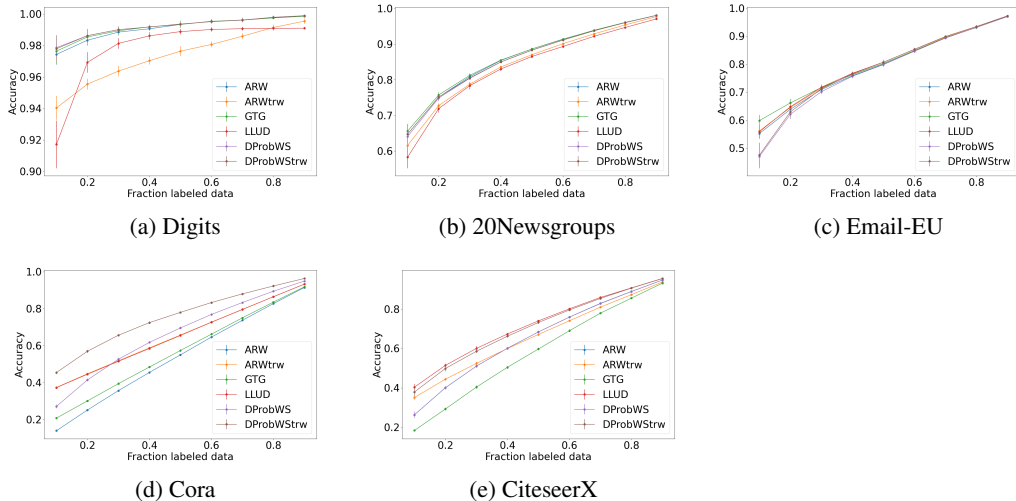 1.00
0.98
0.96
0.94
0.92
0.90
Accuracy
ARW
ARWtrw
GTG
LLUD
DProbWS
DProbWStrw
0.2 0.4 0.6 0.8
Fraction labeled data
(a) Digits
1.0
0.9
0.8
0.7
0.6
Accuracy
ARW
ARWtrw
GTG
LLUD
DProbWS
DProbWStrw
0.2 0.4 0.6 0.8
Fraction labeled data
(b) 20Newsgroups
1.0
0.9
0.8
0.7
0.6
0.5
Accuracy
ARW
ARWtrw
GTG
LLUD
DProbWS
DProbWStrw
0.2 0.4 0.6 0.8
Fraction labeled data
(c) Email-EU
1.0
0.8
0.6
0.4
0.2
Accuracy
ARW
ARWtrw
GTG
LLUD
DProbWS
DProbWStrw
0.2 0.4 0.6 0.8
Fraction labeled data
(d) Cora
0.8
0.6
0.4
0.2
Accuracy
ARW
ARWtrw
GTG
LLUD
DProbWS
DProbWStrw
0.2 0.4 0.6 0.8
Fraction labeled data
(e) CiteseerX